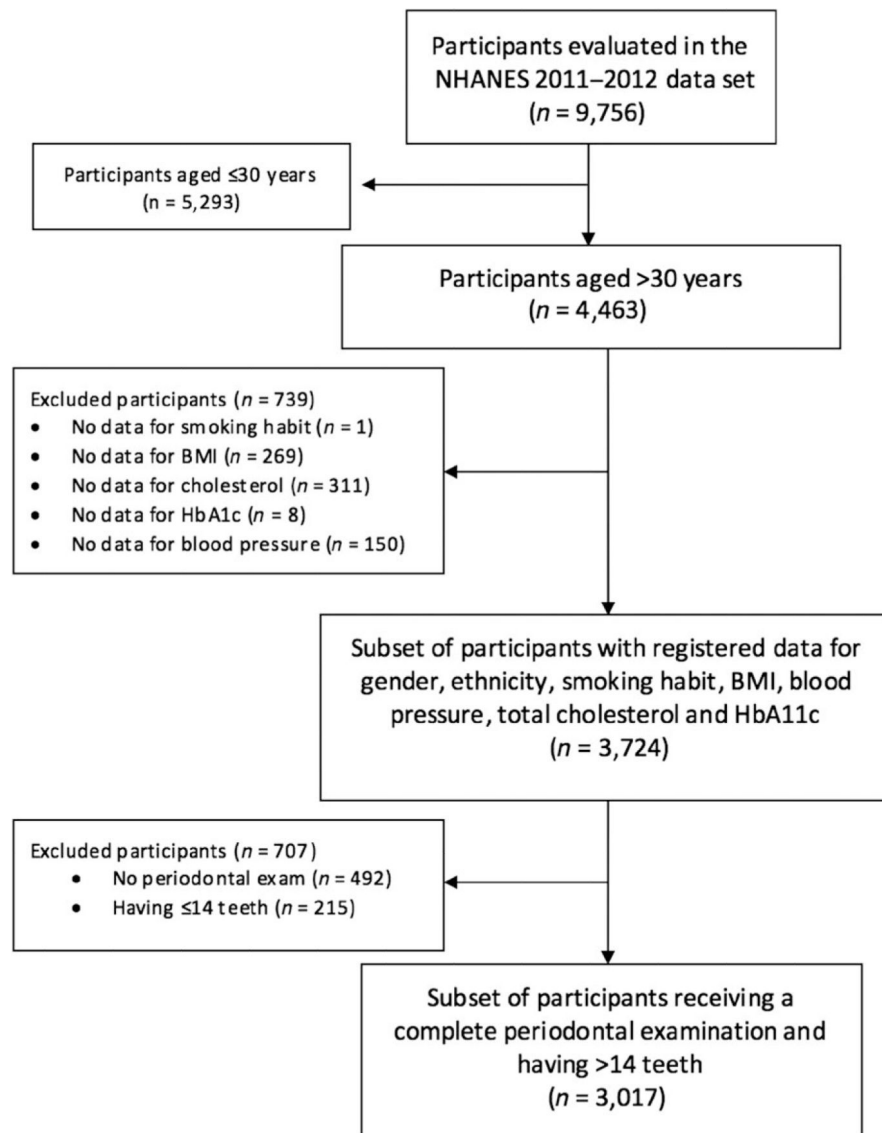 Participants evaluated in the
NHANES 2011–2012 data set
(n = 9,756)
Participants aged ≤30 years
(n = 5,293)
Participants aged >30 years
(n = 4,463)
Excluded participants (n = 739)
• No data for smoking habit (n = 1)
• No data for BMI (n = 269)
• No data for cholesterol (n = 311)
• No data for HbA1c (n = 8)
• No data for blood pressure (n = 150)
Subset of participants with registered data for
gender, ethnicity, smoking habit, BMI, blood
pressure, total cholesterol and HbA11c
(n = 3,724)
Excluded participants (n = 707)
• No periodontal exam (n = 492)
• Having ≤14 teeth (n = 215)
Subset of participants receiving a
complete periodontal examination and
having >14 teeth
(n = 3,017)